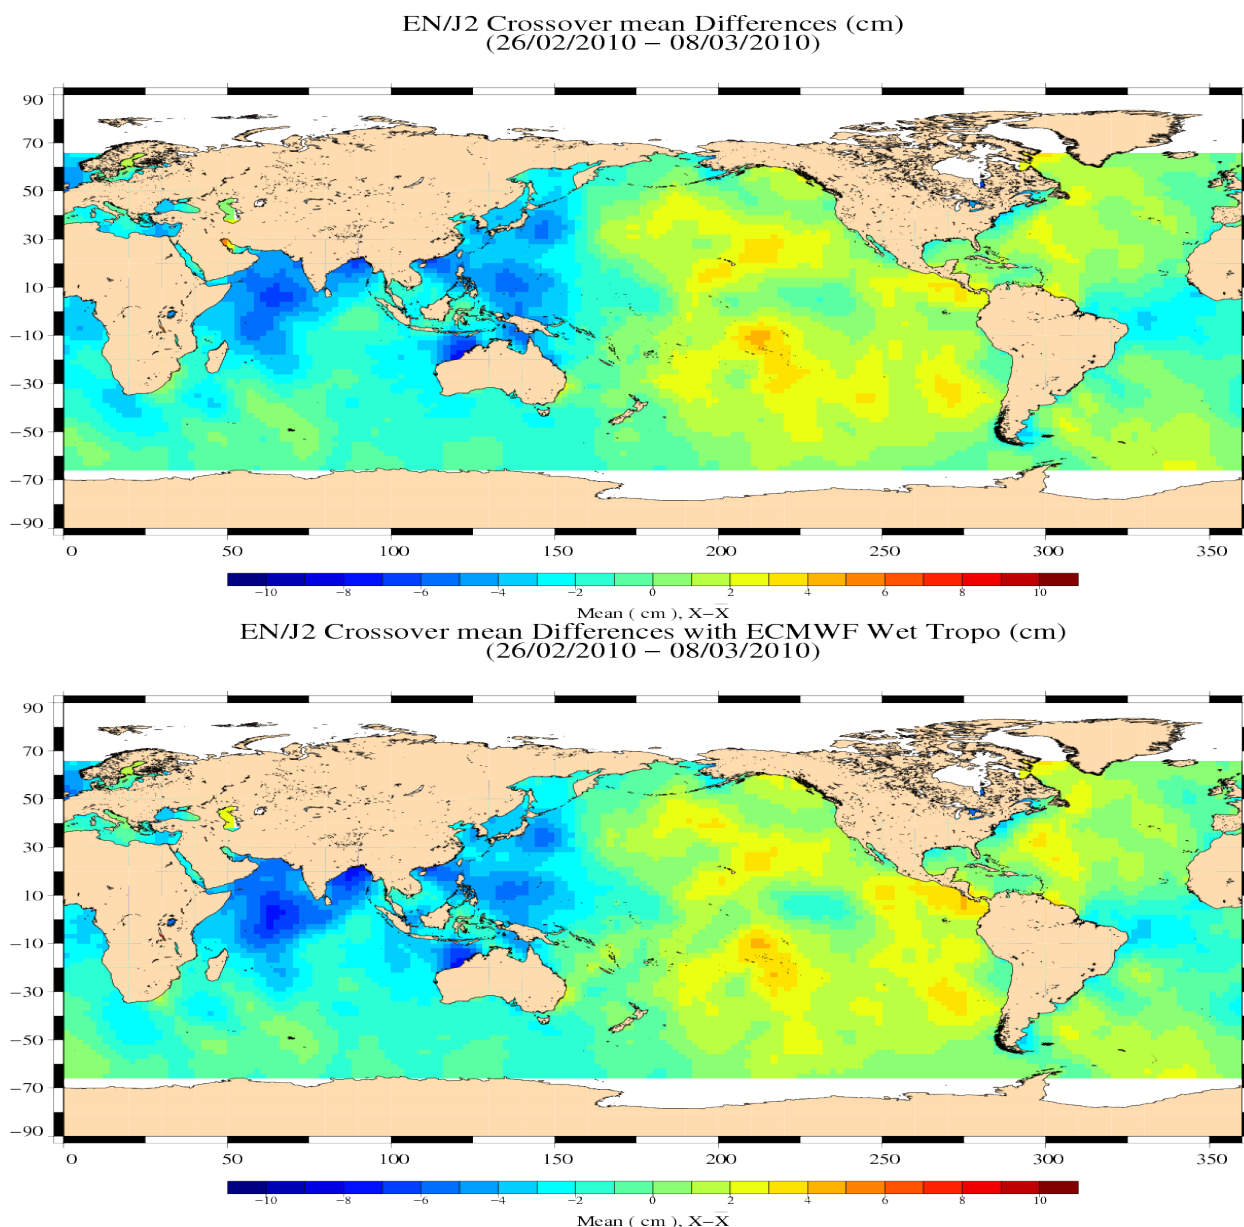 EN/J2 Crossover mean Differences (cm)
(26/02/2010 − 08/03/2010)
90
70
50
30
10
−10
−30
−50
−70
−90
0 50 100 150 200 250 300 350
−10 −8 −6 −4 −2 0 2 4 6 8 10
Mean ( cm ), X−X̄
EN/J2 Crossover mean Differences with ECMWF Wet Tropo (cm)
(26/02/2010 − 08/03/2010)
90
70
50
30
10
−10
−30
−50
−70
−90
0 50 100 150 200 250 300 350
−10 −8 −6 −4 −2 0 2 4 6 8 10
Mean ( cm ), X−X̄